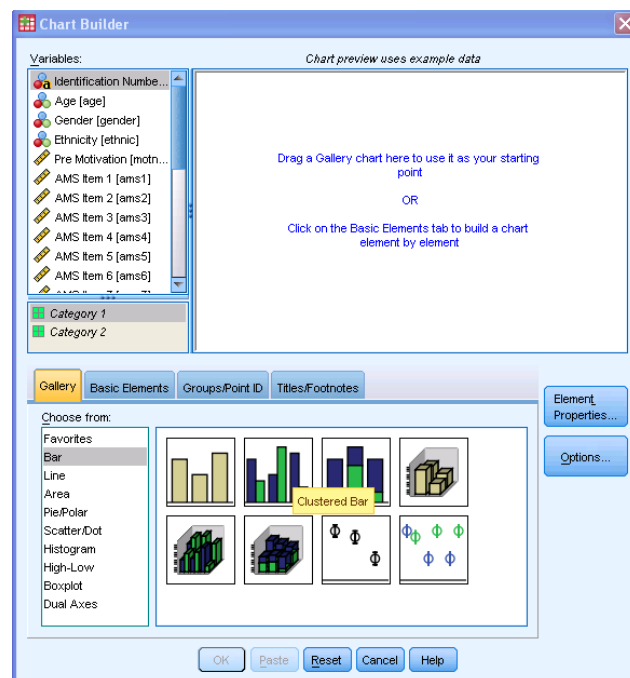 Chart Builder
Variables:
Chart preview uses example data
Identification Numbe...
Age [age]
Gender [gender]
Ethnicity [ethnic]
Pre Motivation [motn...
AMS Item 1 [ams1]
AMS Item 2 [ams2]
AMS Item 3 [ams3]
AMS Item 4 [ams4]
AMS Item 5 [ams5]
AMS Item 6 [ams6]
Drag a Gallery chart here to use it as your starting
point
OR
Click on the Basic Elements tab to build a chart
element by element
Category 1
Category 2
Gallery
Basic Elements
Groups/Point ID
Titles/Footnotes
Element
Properties...
Options...
Choose from:
Favorites
Bar
Line
Area
Pie/Polar
Scatter/Dot
Histogram
High-Low
Boxplot
Dual Axes
Clustered Bar
OK
Paste
Reset
Cancel
Help